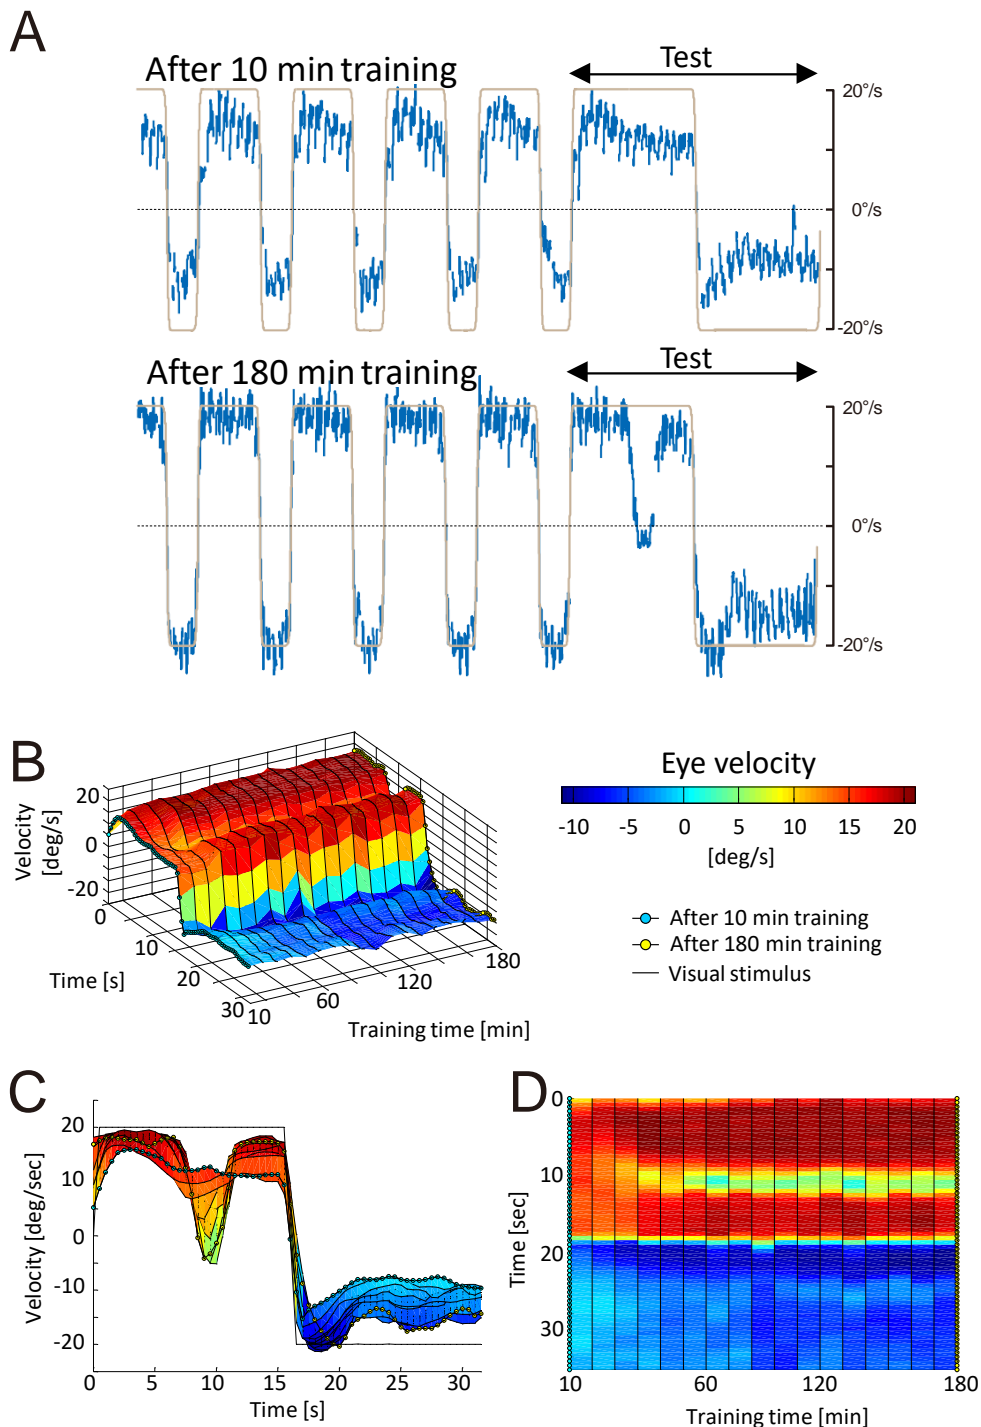 A
After 10 min training
Test
20°/s
0°/s
-20°/s
After 180 min training
Test
20°/s
0°/s
-20°/s
B
Velocity
[deg/s]
20
0
-20
0
10
20
30
Time [s]
10
60
120
180
Training time [min]
Eye velocity
-10 -5 0 5 10 15 20
[deg/s]
After 10 min training
After 180 min training
Visual stimulus
C
Velocity [deg/sec]
20
10
0
-10
-20
0 5 10 15 20 25 30
Time [s]
D
Time [sec]
0
10
20
30
10 60 120 180
Training time [min]